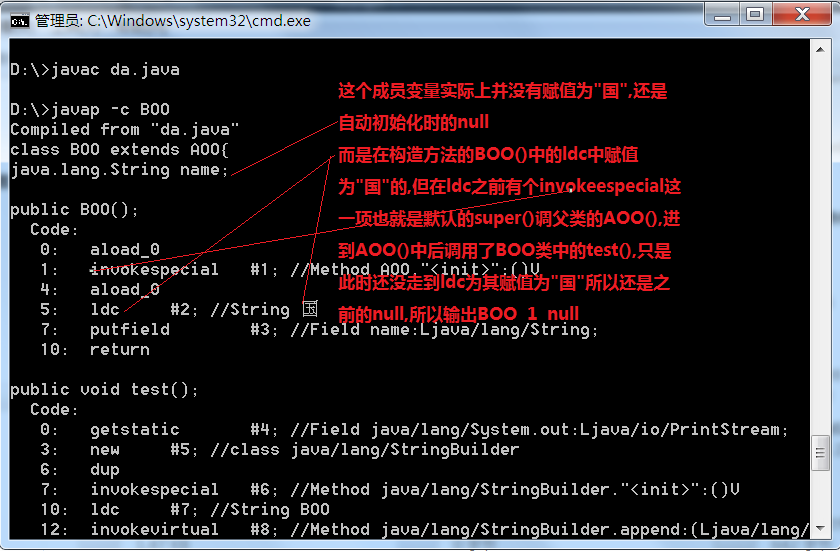 管理员: C:\Windows\system32\cmd.exe
D:\>javac da.java
D:\>javap -c BOO
Compiled from "da.java"
class BOO extends AOO{
java.lang.String name;
public BOO();
Code:
0: aload_0
1: invokespecial #1; //Method AOO."<init>":()V
4: aload_0
5: ldc #2; //String 国
7: putfield #3; //Field name:Ljava/lang/String;
10: return
public void test();
Code:
0: getstatic #4; //Field java/lang/System.out:Ljava/io/PrintStream;
3: new #5; //class java/lang/StringBuilder
6: dup
7: invokespecial #6; //Method java/lang/StringBuilder."<init>":()V
10: ldc #7; //String BOO
12: invokevirtual #8; //Method java/lang/StringBuilder.append:(Ljava/lang/
这个成员变量实际上并没有赋值为"国",还是
自动初始化时的null
而是在构造方法的BOO()中的ldc中赋值
为"国"的,但在ldc之前有个invokeespecial这
一项也就是默认的super()调父类的AOO(),进
到AOO()中后调用了BOO类中的test(),只是
此时还没走到ldc为其赋值为"国"所以还是之
前的null,所以输出BOO 1 null